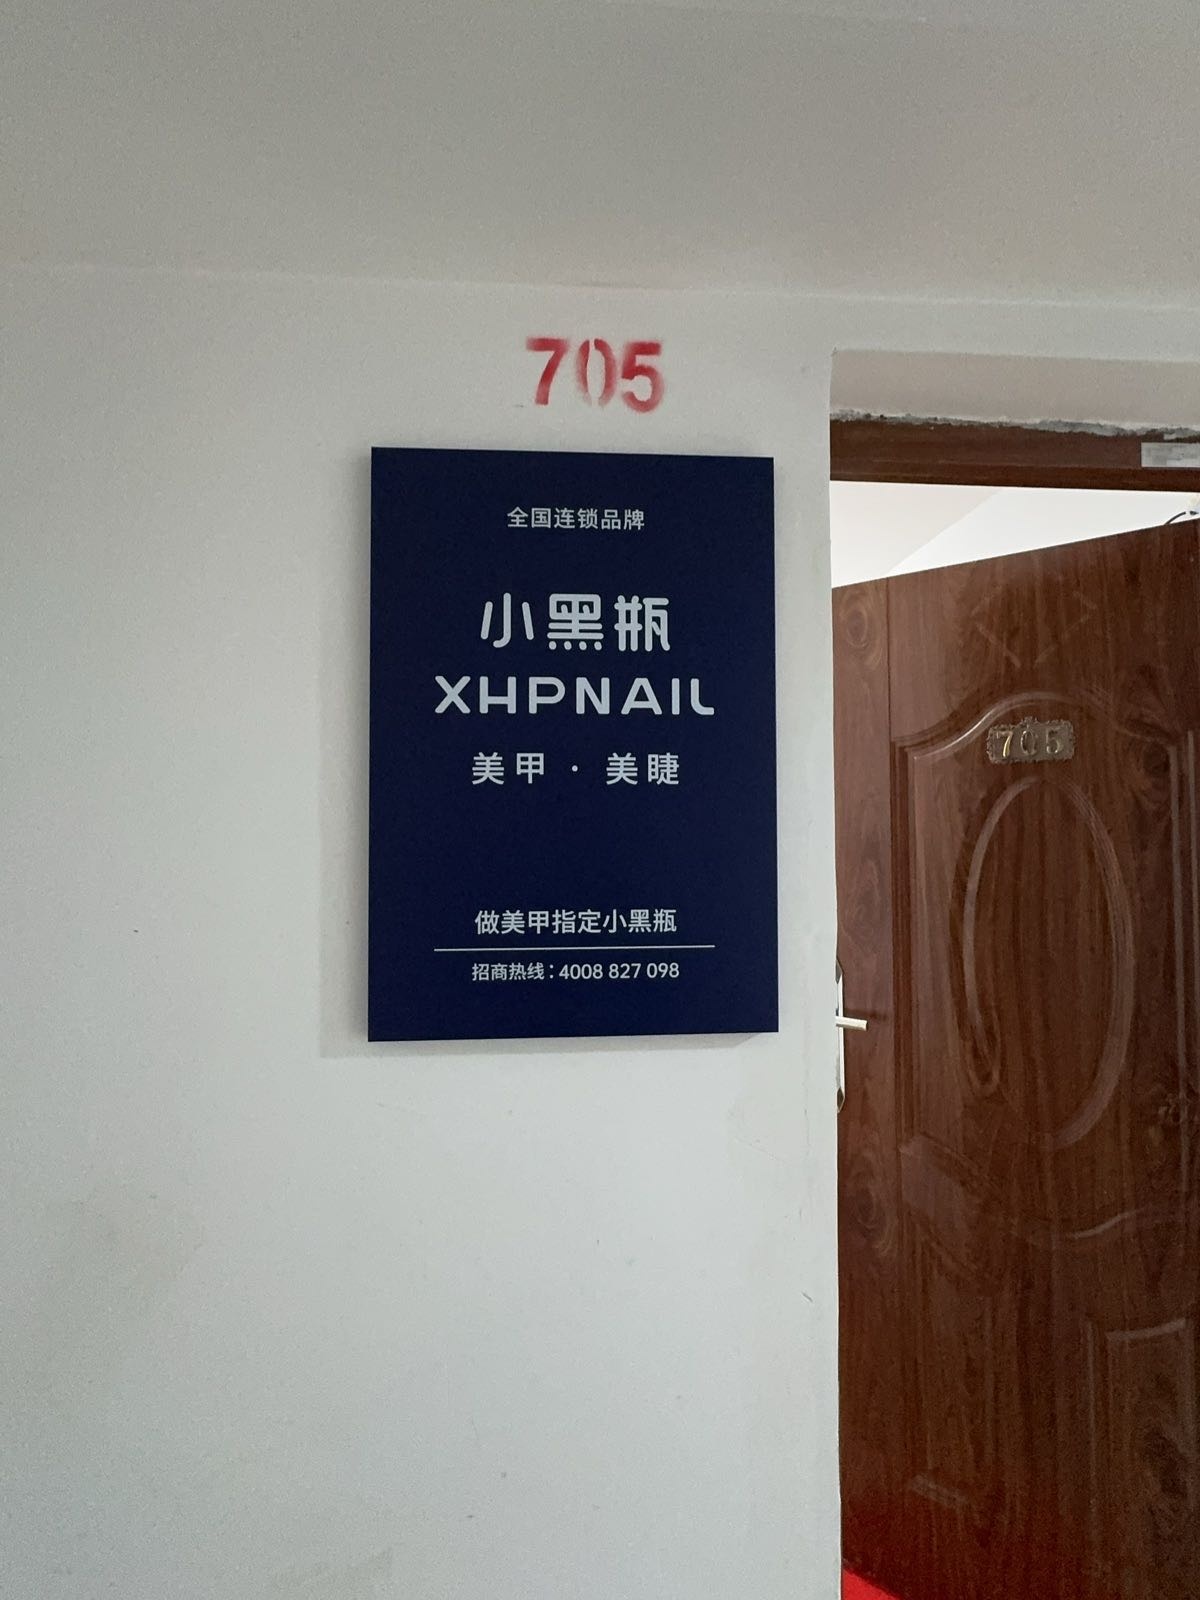 705
全国连锁品牌
小黑瓶
XHPNAIL
美甲·美睫
做美甲指定小黑瓶
招商热线：4008 827 098
705